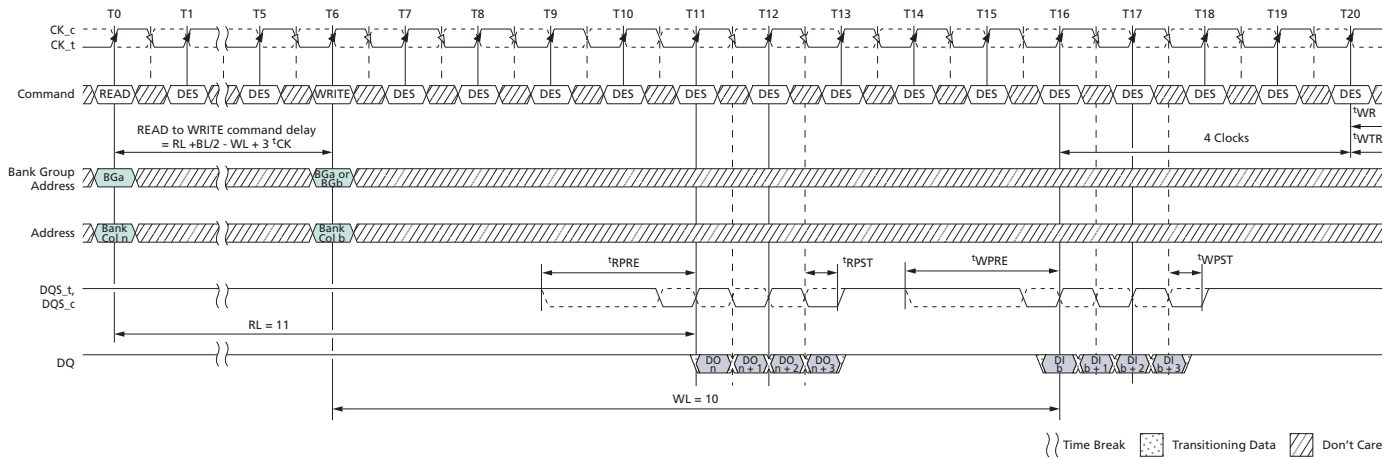 T0 T1 T5 T6 T7 T8 T9 T10 T11 T12 T13 T14 T15 T16 T17 T18 T19 T20
CK_c
CK_t
Command READ DES DES WRITE DES DES DES DES DES DES DES DES DES DES DES DES DES DES
tWR
READ to WRITE command delay
= RL +BL/2 - WL + 3 tCK
4 Clocks
tWTR
Bank Group
Address
BGa
BGa or
BGb
Address
Bank
Col n
Bank
Col b
tRPRE tRPST tWPRE tWPST
DQS_t,
DQS_c
RL = 11
DQ
DO
n
DO
n + 1
DO
n + 2
DO
n + 3
DI
b
DI
b + 1
DI
b + 2
DI
b + 3
WL = 10
Time Break Transitioning Data Don't Care